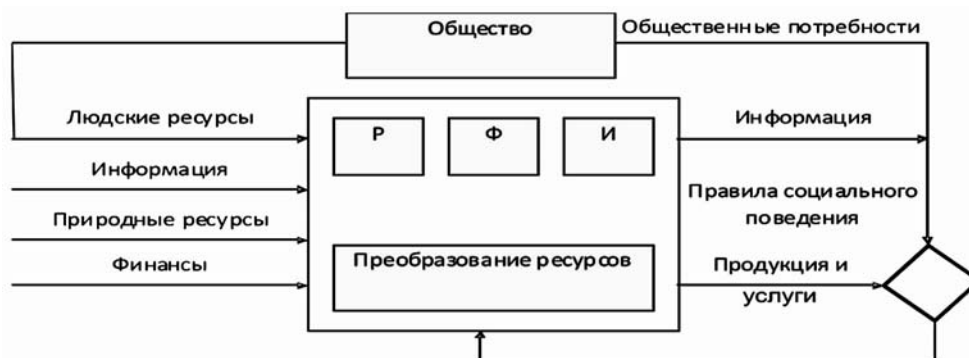 Общество
Общественные потребности
Людские ресурсы
Р
Ф
И
Информация
Информация
Правила социального
поведения
Природные ресурсы
Финансы
Преобразование ресурсов
Продукция и
услуги